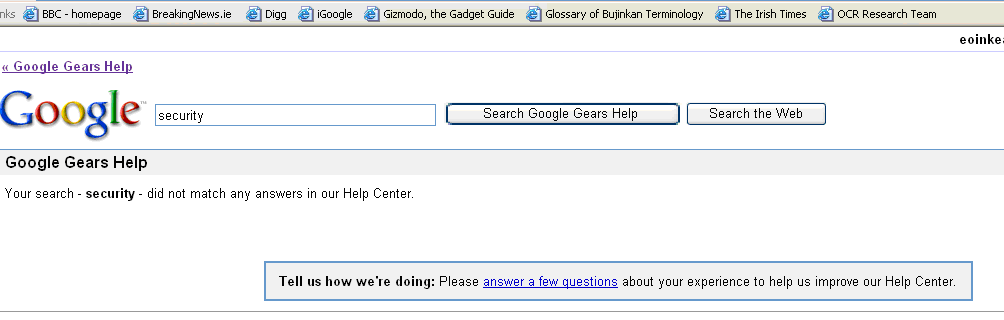 nks BBC - homepage BreakingNews.ie Digg iGoogle Gizmodo, the Gadget Guide Glossary of Bujinkan Terminology The Irish Times OCR Research Team
eoinkea
« Google Gears Help
Google™ security Search Google Gears Help Search the Web
Google Gears Help
Your search - security - did not match any answers in our Help Center.
Tell us how we're doing: Please answer a few questions about your experience to help us improve our Help Center.